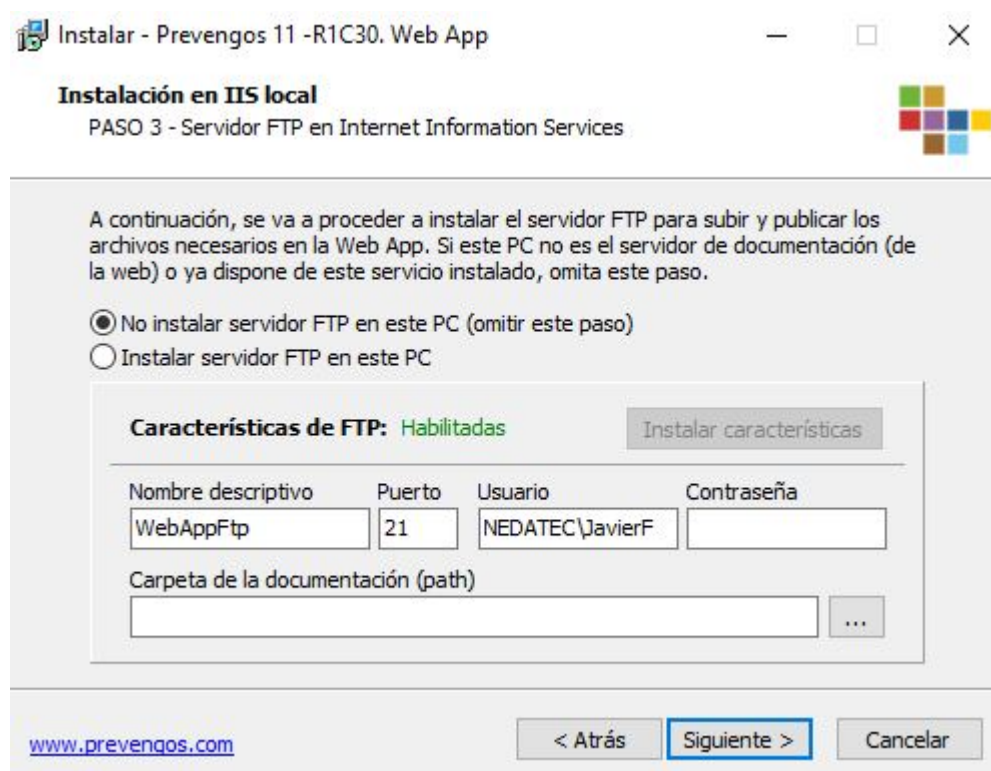 Instalar - Prevengos 11 -R1C30. Web App
Instalación en IIS local
PASO 3 - Servidor FTP en Internet Information Services
A continuación, se va a proceder a instalar el servidor FTP para subir y publicar los
archivos necesarios en la Web App. Si este PC no es el servidor de documentación (de
la web) o ya dispone de este servicio instalado, omita este paso.
No instalar servidor FTP en este PC (omitir este paso)
Instalar servidor FTP en este PC
Características de FTP: Habilitadas Instalar características
Nombre descriptivo Puerto Usuario Contraseña
WebAppFtp 21 NEDATEC\JavierF
Carpeta de la documentación (path)
...
www.prevengos.com < Atrás Siguiente > Cancelar